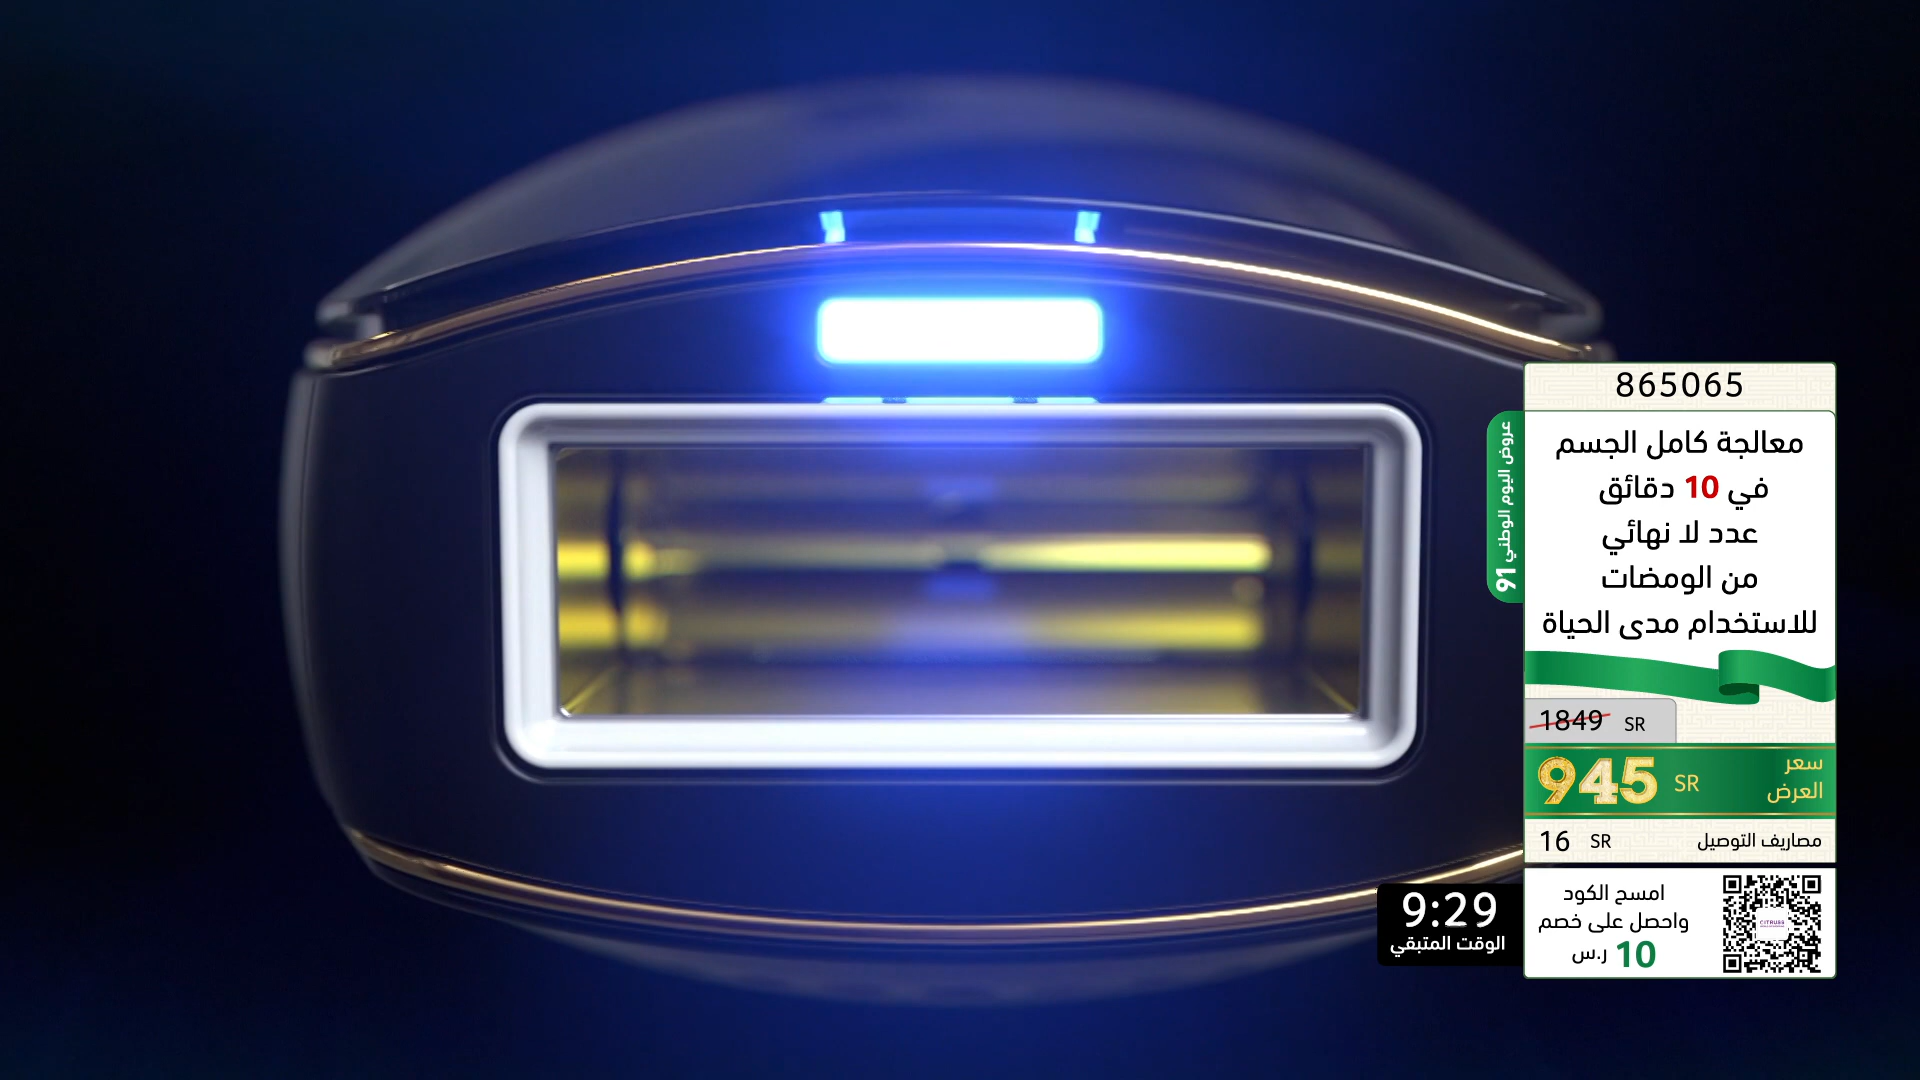 865065
عروض اليوم الوطني 91
معالجة كامل الجسم
في 10 دقائق
عدد لا نهائي
من الومضات
للاستخدام مدى الحياة
1849 SR
سعر
العرض
945 SR
مصاريف التوصيل 16 SR
امسح الكود
واحصل على خصم
10 ر.س
CITRUSS
9:29
الوقت المتبقي